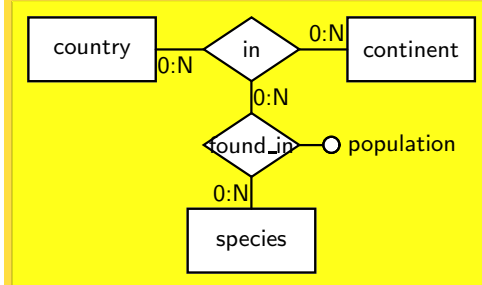 country
in
continent
0:N
0:N
0:N
found_in
population
0:N
species